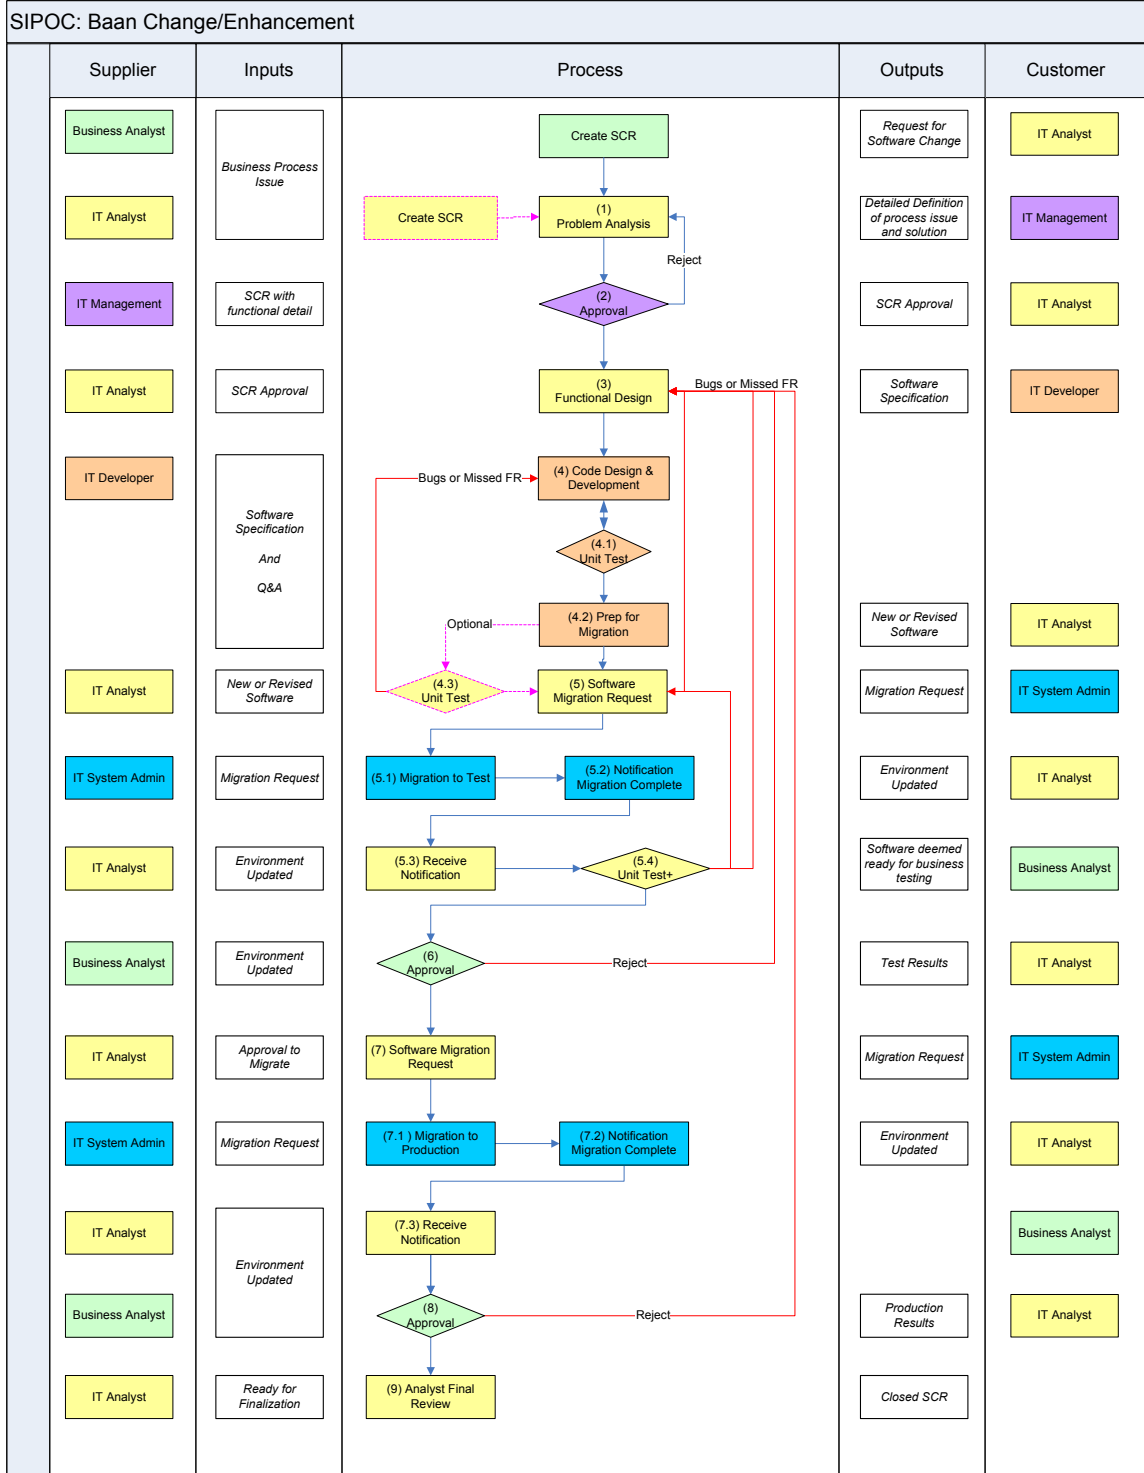 SIPOC: Baan Change/Enhancement
Supplier
Inputs
Process
Outputs
Customer
Business Analyst
Business Process
Issue
Create SCR
Request for
Software Change
IT Analyst
IT Analyst
Create SCR
(1)
Problem Analysis
Detailed Definition
of process issue
and solution
IT Management
Reject
IT Management
SCR with
functional detail
(2)
Approval
SCR Approval
IT Analyst
IT Analyst
SCR Approval
(3)
Functional Design
Bugs or Missed FR
Software
Specification
IT Developer
IT Developer
Software
Specification
And
Q&A
Bugs or Missed FR
(4) Code Design &
Development
(4.1)
Unit Test
Optional
(4.2) Prep for
Migration
New or Revised
Software
IT Analyst
IT Analyst
New or Revised
Software
(4.3)
Unit Test
(5) Software
Migration Request
Migration Request
IT System Admin
IT System Admin
Migration Request
(5.1) Migration to Test
(5.2) Notification
Migration Complete
Environment
Updated
IT Analyst
IT Analyst
Environment
Updated
(5.3) Receive
Notification
(5.4)
Unit Test+
Software deemed
ready for business
testing
Business Analyst
Business Analyst
Environment
Updated
(6)
Approval
Reject
Test Results
IT Analyst
IT Analyst
Approval to
Migrate
(7) Software Migration
Request
Migration Request
IT System Admin
IT System Admin
Migration Request
(7.1 ) Migration to
Production
(7.2) Notification
Migration Complete
Environment
Updated
IT Analyst
IT Analyst
Environment
Updated
(7.3) Receive
Notification
Business Analyst
Business Analyst
(8)
Approval
Reject
Production
Results
IT Analyst
IT Analyst
Ready for
Finalization
(9) Analyst Final
Review
Closed SCR